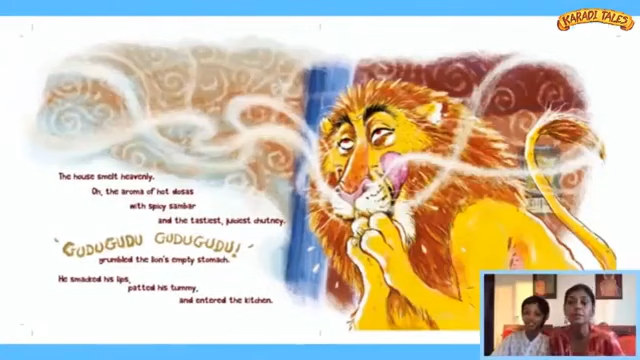 KARADI TALES
The house smelt heavenly.
Oh, the aroma of hot dosas
with spicy sambar
and the tastiest, juiciest chutney.
"GUDUGUDU GUDUGUDU!"
grumbled the lion's empty stomach.
He smacked his lips,
patted his tummy,
and entered the kitchen.